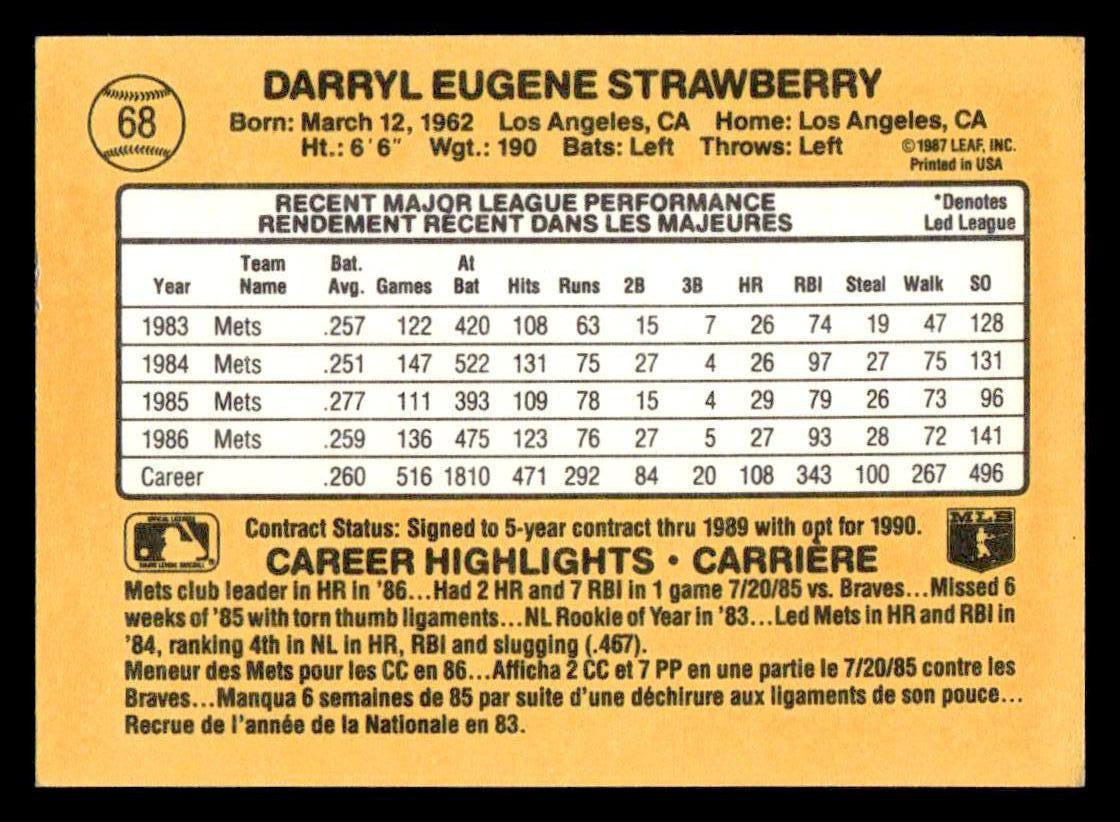 68
DARRYL EUGENE STRAWBERRY
Born: March 12, 1962 Los Angeles, CA Home: Los Angeles, CA
Ht.: 6'6" Wgt.: 190 Bats: Left Throws: Left
©1987 LEAF, INC.
Printed in USA
RECENT MAJOR LEAGUE PERFORMANCE
RENDEMENT RÉCENT DANS LES MAJEURES
*Denotes
Led League
Year Team Name Bat. Avg. Games At Bat Hits Runs 2B 3B HR RBI Steal Walk SO
1983 Mets .257 122 420 108 63 15 7 26 74 19 47 128
1984 Mets .251 147 522 131 75 27 4 26 97 27 75 131
1985 Mets .277 111 393 109 78 15 4 29 79 26 73 96
1986 Mets .259 136 475 123 76 27 5 27 93 28 72 141
Career .260 516 1810 471 292 84 20 108 343 100 267 496
Contract Status: Signed to 5-year contract thru 1989 with opt for 1990.
MLB
CAREER HIGHLIGHTS • CARRIÈRE
Mets club leader in HR in '86...Had 2 HR and 7 RBI in 1 game 7/20/85 vs. Braves...Missed 6
weeks of '85 with torn thumb ligaments...NL Rookie of Year in '83...Led Mets in HR and RBI in
'84, ranking 4th in NL in HR, RBI and slugging (.467).
Meneur des Mets pour les CC en 86...Afficha 2 CC et 7 PP en une partie le 7/20/85 contre les
Braves...Manqua 6 semaines de 85 par suite d'une déchirure aux ligaments de son pouce...
Recrue de l'année de la Nationale en 83.